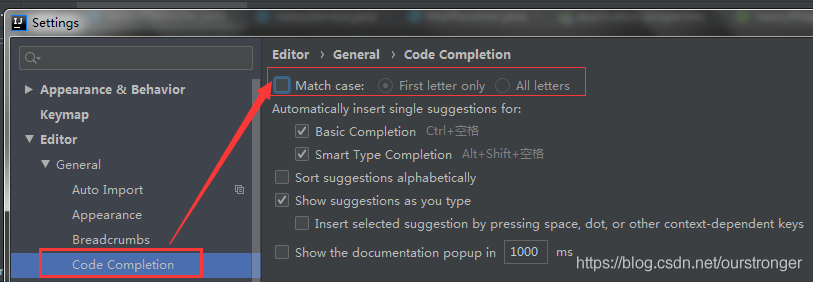 IJ Settings
Editor › General › Code Completion
Match case: First letter only All letters
Appearance & Behavior
Automatically insert single suggestions for:
Keymap
Basic Completion Ctrl+空格
Editor
Smart Type Completion Alt+Shift+空格
General
Sort suggestions alphabetically
Auto Import
Show suggestions as you type
Appearance
Insert selected suggestion by pressing space, dot, or other context-dependent keys
Breadcrumbs
Show the documentation popup in 1000 ms
Code Completion
https://blog.csdn.net/ourstronger